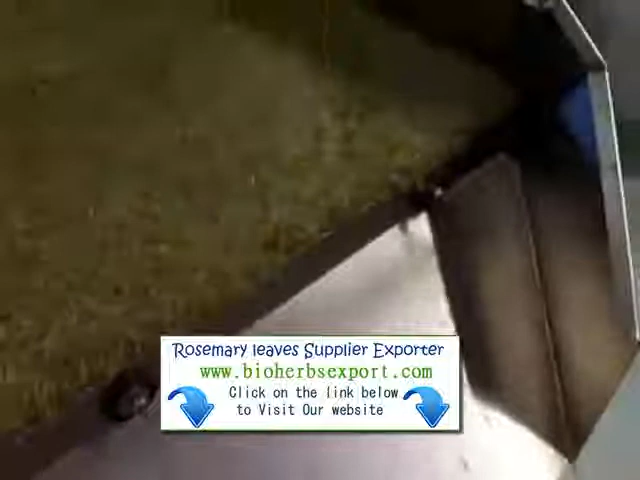 Rosemary leaves Supplier Exporter
www.bioherbsexport.com
Click on the link below
to Visit Our website